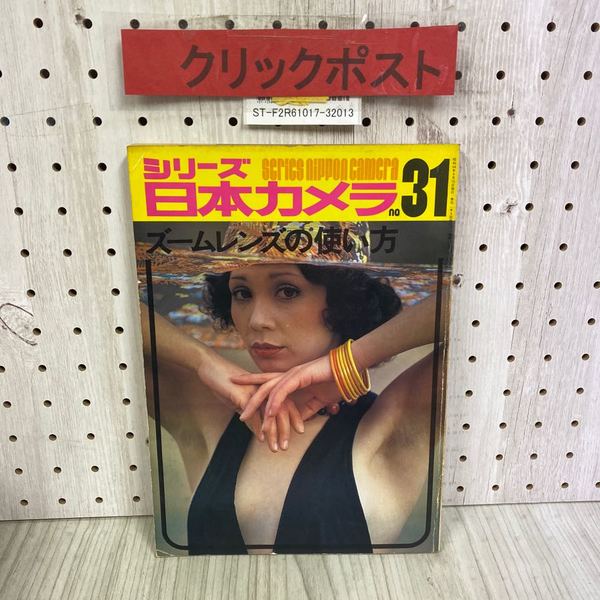 クリックポスト
ST-F2R61017-32013
シリーズ series nippon camera
日本カメラ no 31
ズームレンズの使い方